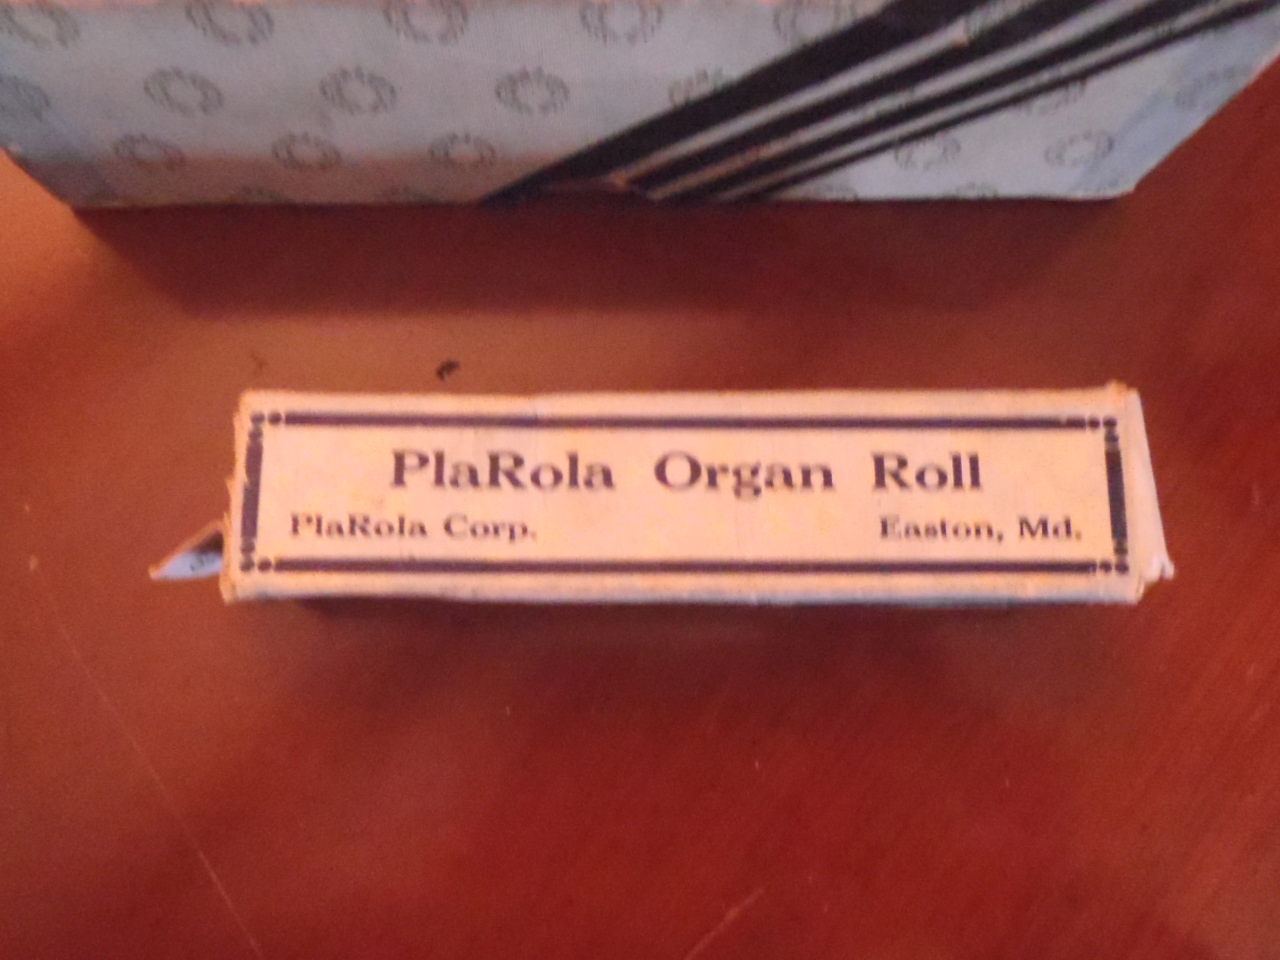 PlaRola Organ Roll
PlaRola Corp. Easton, Md.